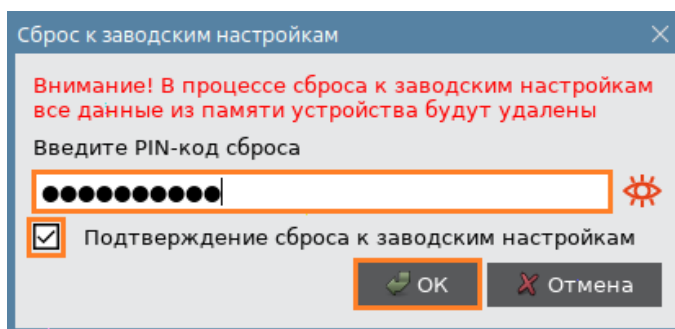 Сброс к заводским настройкам
Внимание! В процессе сброса к заводским настройкам
все данные из памяти устройства будут удалены
Введите PIN-код сброса
●●●●●●●●●●
Подтверждение сброса к заводским настройкам
ОК
Отмена